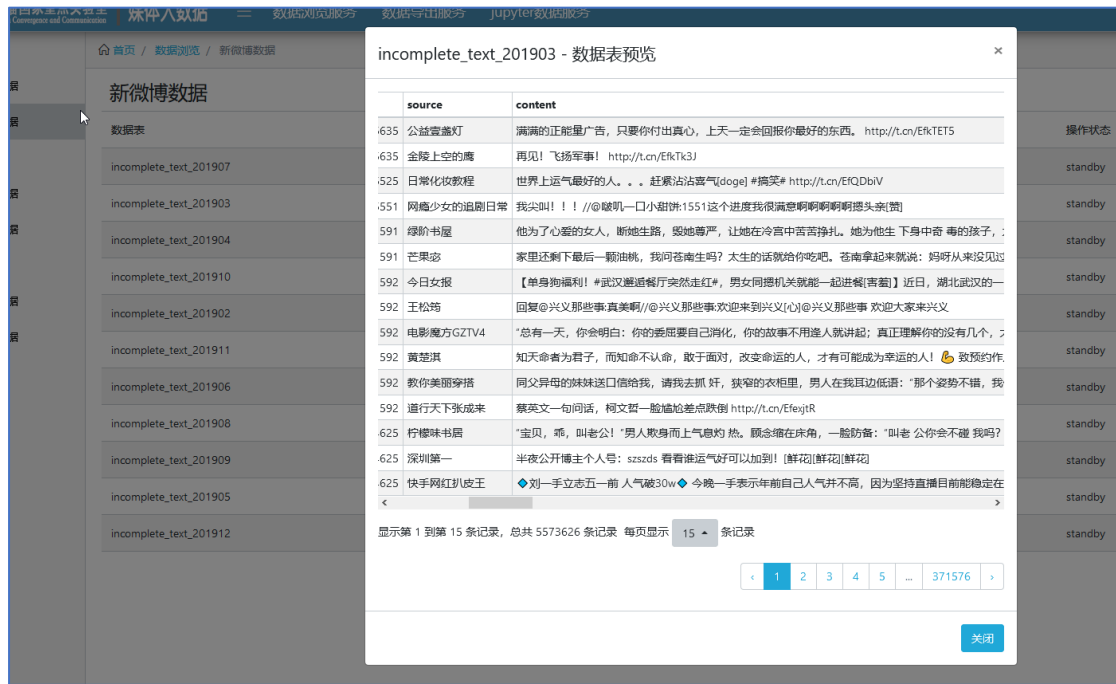 Convergence and Communication
媒体大数据
数据浏览服务
数据导出服务
jupyter数据服务
首页 / 数据浏览 / 新微博数据
新微博数据
数据表
操作状态
incomplete_text_201907 standby
incomplete_text_201903 standby
incomplete_text_201904 standby
incomplete_text_201910 standby
incomplete_text_201902 standby
incomplete_text_201911 standby
incomplete_text_201906 standby
incomplete_text_201908 standby
incomplete_text_201909 standby
incomplete_text_201905 standby
incomplete_text_201912 standby
居
居
居
居
居
居
incomplete_text_201903 - 数据表预览 ×
source content
635 公益壹盏灯 满满的正能量广告，只要你付出真心，上天一定会回报你最好的东西。 http://t.cn/EfkTET5
635 金陵上空的鹰 再见！飞扬军事！ http://t.cn/EfkTk3J
525 日常化妆教程 世界上运气最好的人。。。赶紧沾沾喜气[doge] #搞笑# http://t.cn/EfQDbiV
551 网瘾少女的追剧日常 我尖叫！！！//@啵叽一口小甜饼:1551这个进度我很满意啊啊啊啊啊摁头亲[赞]
591 绿阶书屋 他为了心爱的女人，断她生路，毁她尊严，让她在冷宫中苦苦挣扎。她为他生 下身中奇 毒的孩子，
591 芒果宓 家里还剩下最后一颗油桃，我问苍南生吗？太生的话就给你吃吧。苍南拿起来就说：妈呀从来没见过
592 今日女报 【单身狗福利！#武汉邂逅餐厅突然走红#，男女同摁机关就能一起进餐[害羞]】近日，湖北武汉的一
592 王松筠 回复@兴义那些事:真美啊//@兴义那些事:欢迎来到兴义[心]@兴义那些事 欢迎大家来兴义
592 电影魔方GZTV4 “总有一天，你会明白：你的委屈要自己消化，你的故事不用逢人就讲起；真正理解你的没有几个，
592 黄楚淇 知天命者为君子，而知命不认命，敢于面对，改变命运的人，才有可能成为幸运的人！💪 致预约作
592 教你美丽穿搭 同父异母的妹妹送口信给我，请我去抓 奸，狭窄的衣柜里，男人在我耳边低语：“那个姿势不错，我
592 道行天下张成来 蔡英文一句问话，柯文哲一脸尴尬差点跌倒 http://t.cn/EfexjtR
625 柠檬味书居 “宝贝，乖，叫老公！”男人欺身而上气息灼 热。顾念缩在床角，一脸防备：“叫老 公你会不碰 我吗？
625 深圳第一 半夜公开博主个人号：szszds 看看谁运气好可以加到！[鲜花][鲜花][鲜花]
625 快手网红扒皮王 🔷刘一手立志五一前 人气破30w🔷 今晚一手表示年前自己人气并不高，因为坚持直播目前能稳定在
显示第 1 到第 15 条记录，总共 5573626 条记录 每页显示 15 条记录
‹ 1 2 3 4 5 ... 371576 ›
关闭